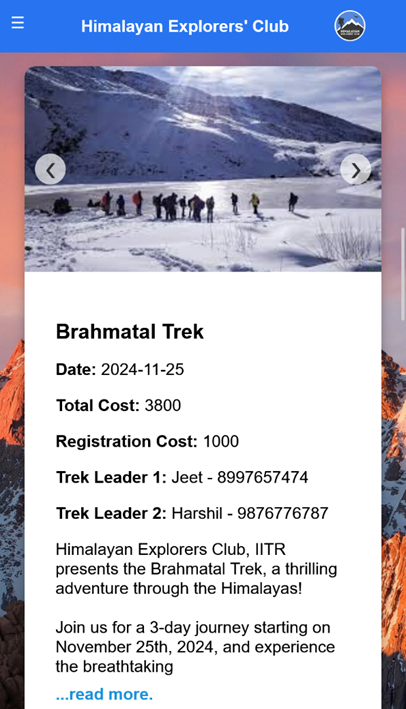 Himalayan Explorers' Club
Brahmatal Trek
Date: 2024-11-25
Total Cost: 3800
Registration Cost: 1000
Trek Leader 1: Jeet - 8997657474
Trek Leader 2: Harshil - 9876776787
Himalayan Explorers Club, IITR
presents the Brahmatal Trek, a thrilling
adventure through the Himalayas!
Join us for a 3-day journey starting on
November 25th, 2024, and experience
the breathtaking
...read more.